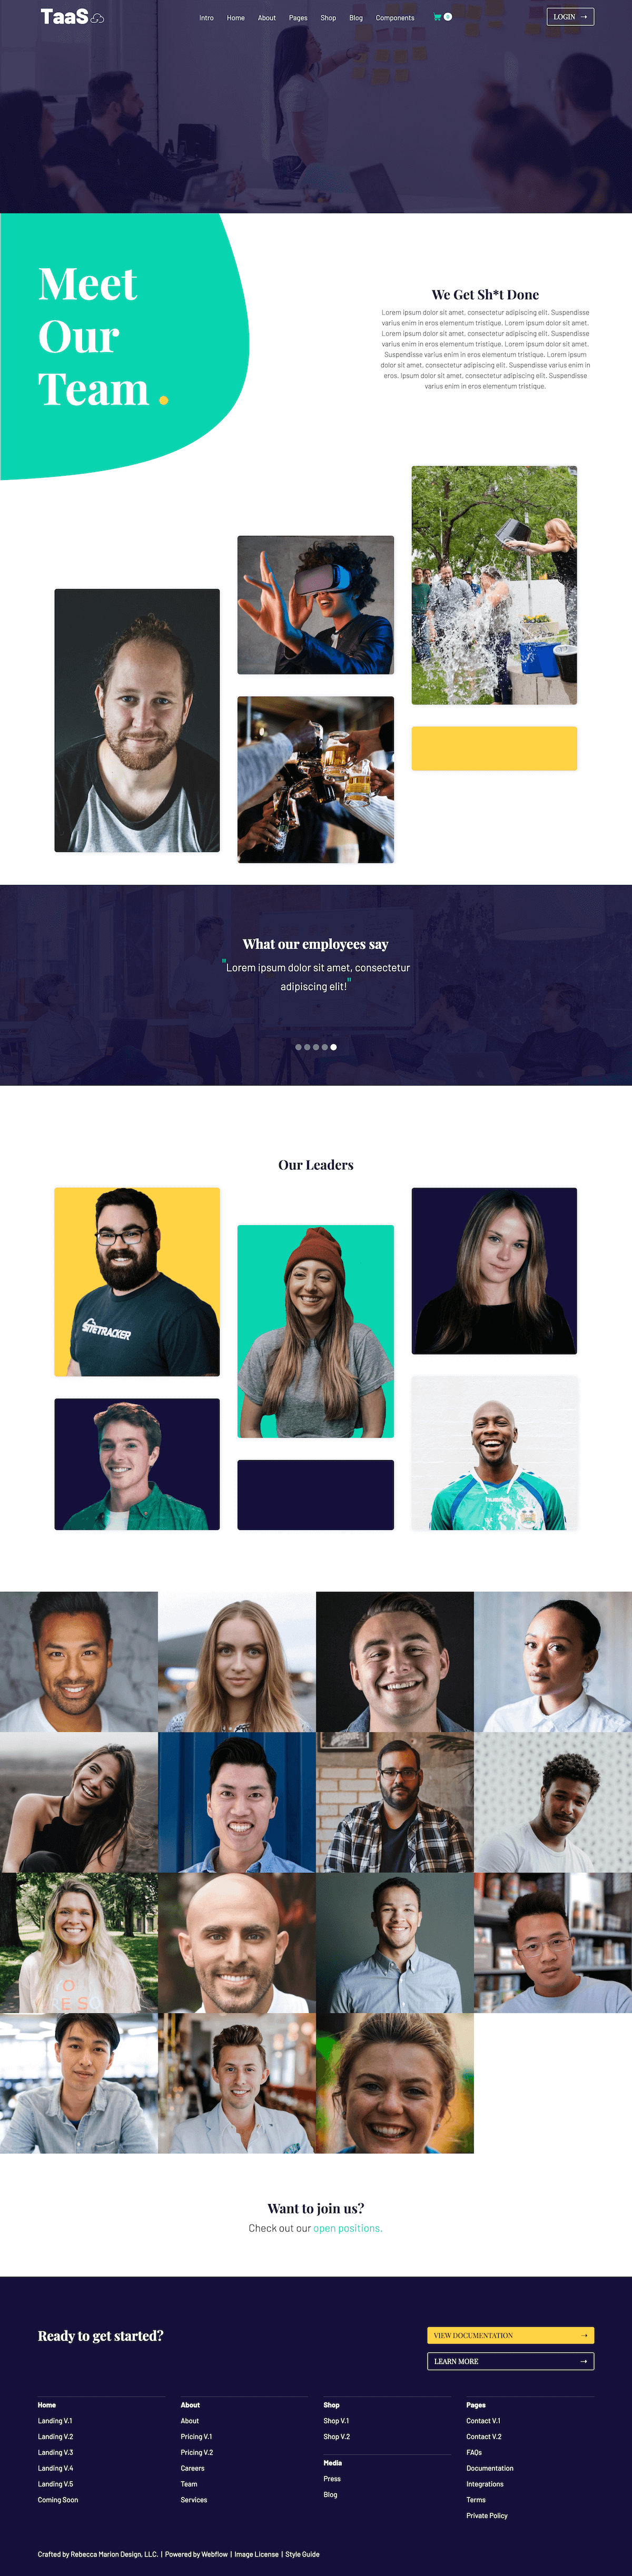 TaaS
Intro Home About Pages Shop Blog Components 0 LOGIN →
Meet
Our
Team .
We Get Sh*t Done
Lorem ipsum dolor sit amet, consectetur adipiscing elit. Suspendisse
varius enim in eros elementum tristique. Lorem ipsum dolor sit amet,
Lorem ipsum dolor sit amet, consectetur adipiscing elit. Suspendisse
varius enim in eros elementum tristique. Lorem ipsum dolor sit amet.
Suspendisse varius enim in eros elementum tristique. Lorem ipsum
dolor sit amet, consectetur adipiscing elit. Suspendisse varius enim in
eros. Ipsum dolor sit amet, consectetur adipiscing elit. Suspendisse
varius enim in eros elementum tristique.
What our employees say
"Lorem ipsum dolor sit amet, consectetur
adipiscing elit!"
Our Leaders
SITETRACKER
hummel
Want to join us?
Check out our open positions.
Ready to get started?
VIEW DOCUMENTATION →
LEARN MORE →
Home
Landing V.1
Landing V.2
Landing V.3
Landing V.4
Landing V.5
Coming Soon
About
About
Pricing V.1
Pricing V.2
Careers
Team
Services
Shop
Shop V.1
Shop V.2
Media
Press
Blog
Pages
Contact V.1
Contact V.2
FAQs
Documentation
Integrations
Terms
Private Policy
Crafted by Rebecca Marion Design, LLC. | Powered by Webflow | Image License | Style Guide